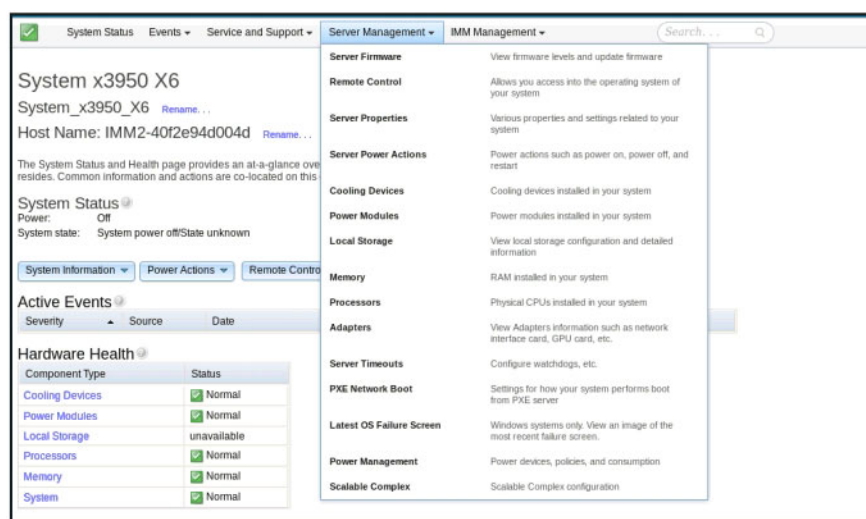 System Status Events Service and Support Server Management IMM Management Search. . .
System x3950 X6
System_x3950_X6 Rename. . .
Host Name: IMM2-40f2e94d004d Rename. . .
The System Status and Health page provides an at-a-glance ove
resides. Common information and actions are co-located on this
System Status
Power: Off
System state: System power off/State unknown
System Information Power Actions Remote Contro
Active Events
Severity Source Date
Hardware Health
Component Type Status
Cooling Devices Normal
Power Modules Normal
Local Storage unavailable
Processors Normal
Memory Normal
System Normal
Server Firmware View firmware levels and update firmware
Remote Control Allows you access into the operating system of
your system
Server Properties Various properties and settings related to your
system
Server Power Actions Power actions such as power on, power off, and
restart
Cooling Devices Cooling devices installed in your system
Power Modules Power modules installed in your system
Local Storage View local storage configuration and detailed
information
Memory RAM installed in your system
Processors Physical CPUs installed in your system
Adapters View Adapters information such as network
interface card, GPU card, etc.
Server Timeouts Configure watchdogs, etc.
PXE Network Boot Settings for how your system performs boot
from PXE server
Latest OS Failure Screen Windows systems only. View an image of the
most recent failure screen.
Power Management Power devices, policies, and consumption
Scalable Complex Scalable Complex configuration